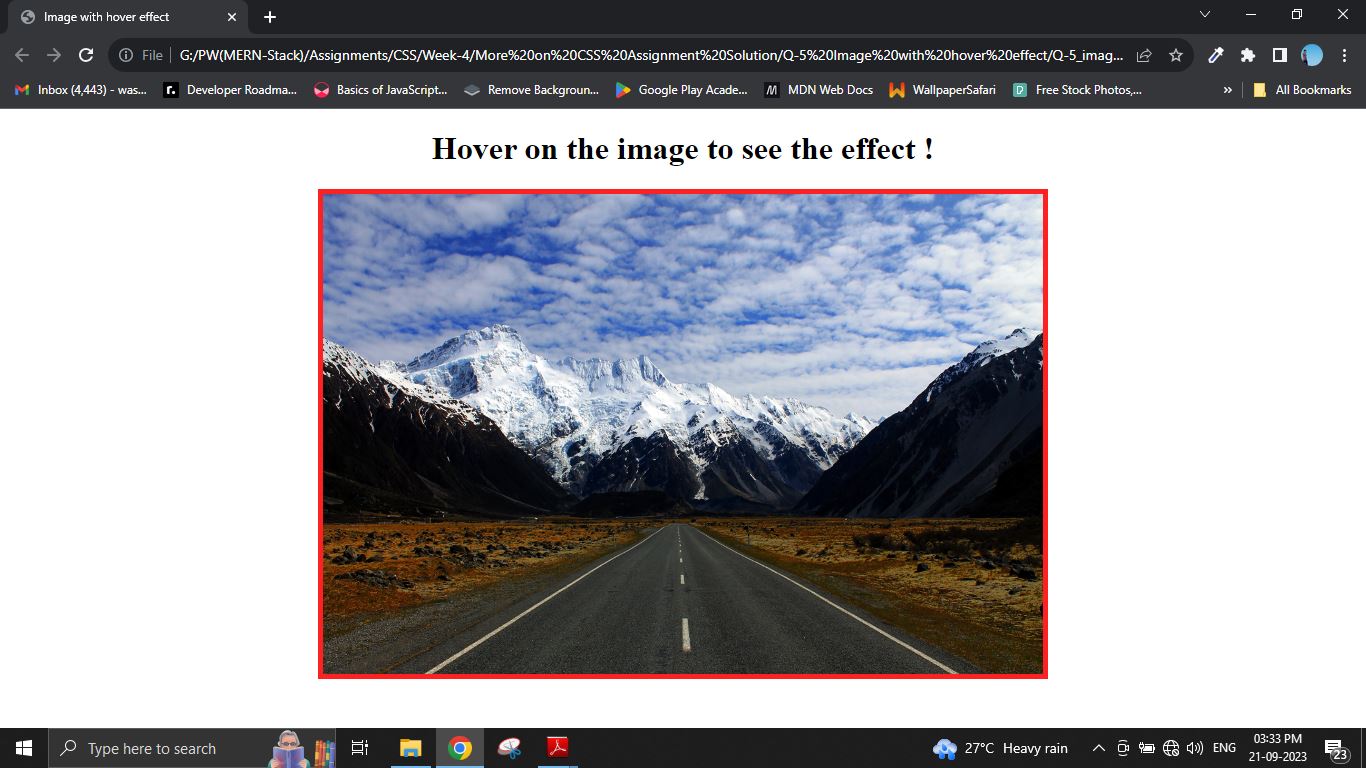 Image with hover effect
File
G:/PW(MERN-Stack)/Assignments/CSS/Week-4/More%20on%20CSS%20Assignment%20Solution/Q-5%20Image%20with%20hover%20effect/Q-5_imag...
Inbox (4,443) - was...
r.
Developer Roadma...
Basics of JavaScript...
Remove Backgroun...
Google Play Acade...
M
MDN Web Docs
WallpaperSafari
Free Stock Photos,...
»
All Bookmarks
Hover on the image to see the effect !
Type here to search
27°C Heavy rain
ENG
03:33 PM
21-09-2023
23